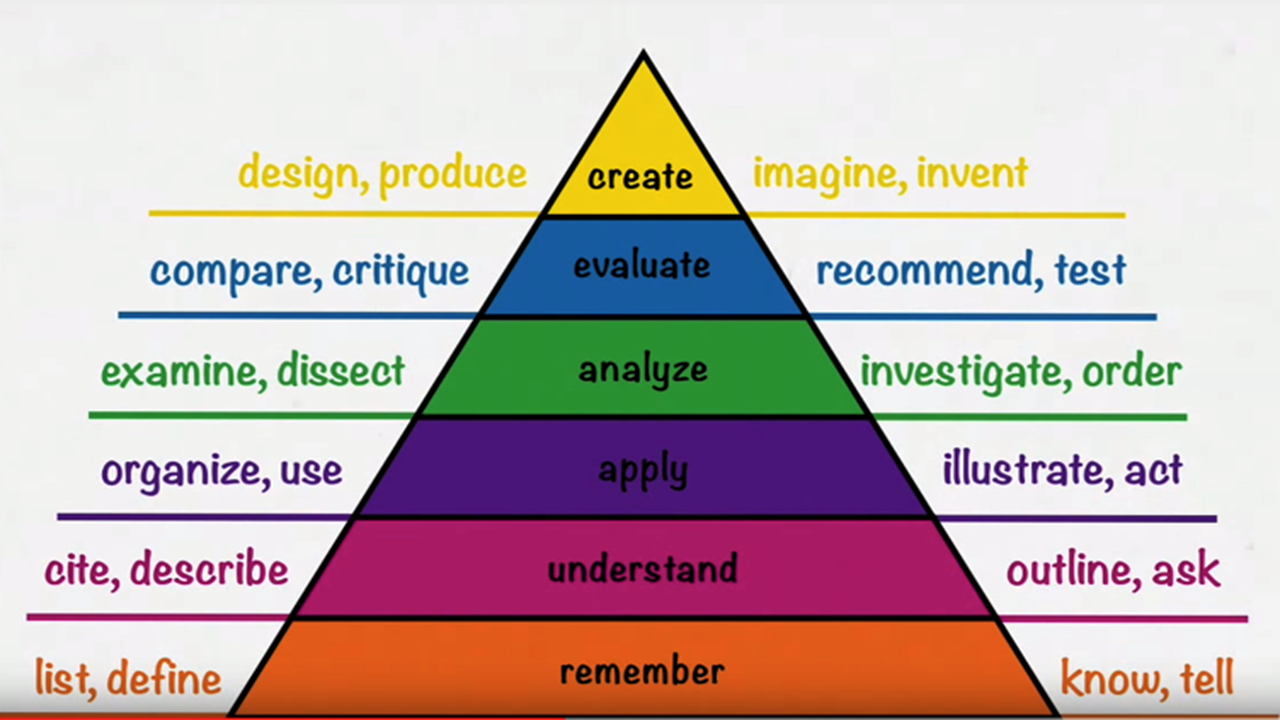 design, produce create imagine, invent
compare, critique evaluate recommend, test
examine, dissect analyze investigate, order
organize, use apply illustrate, act
cite, describe understand outline, ask
list, define remember know, tell